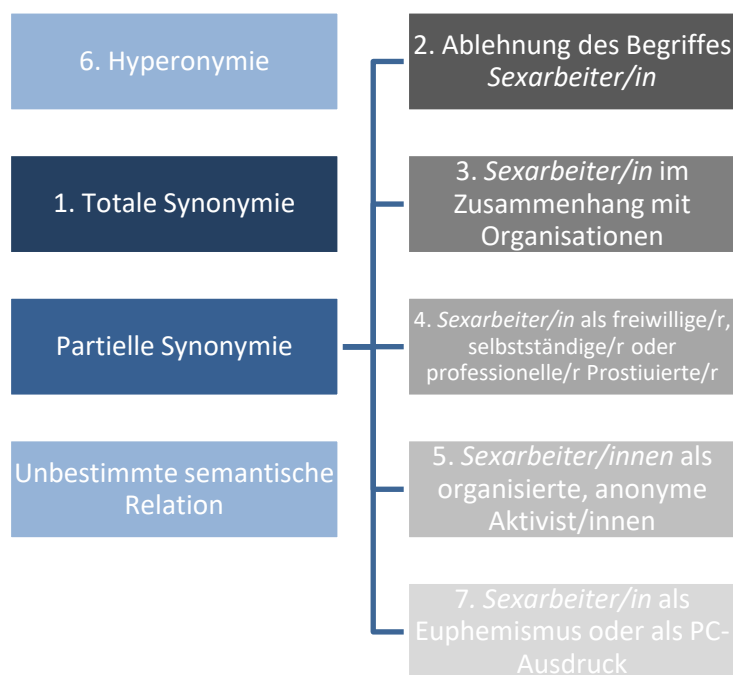 6. Hyperonymie
1. Totale Synonymie
Partielle Synonymie
Unbestimmte semantische
Relation
2. Ablehnung des Begriffes
Sexarbeiter/in
3. Sexarbeiter/in im
Zusammenhang mit
Organisationen
4. Sexarbeiter/in als freiwillige/r,
selbstständige/r oder
professionelle/r Prostiuierte/r
5. Sexarbeiter/innen als
organisierte, anonyme
Aktivist/innen
7. Sexarbeiter/in als
Euphemismus oder als PC-
Ausdruck